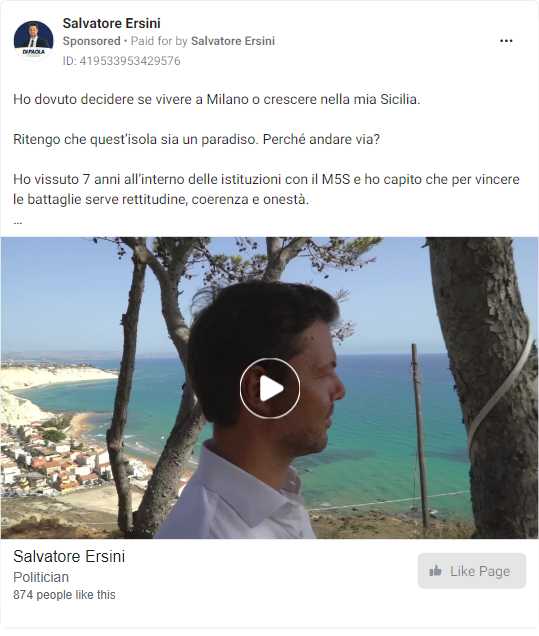 Salvatore Ersini
Sponsored • Paid for by Salvatore Ersini
ID: 419533953429576
DI PAOLA
Ho dovuto decidere se vivere a Milano o crescere nella mia Sicilia.
Ritengo che quest’isola sia un paradiso. Perché andare via?
Ho vissuto 7 anni all’interno delle istituzioni con il M5S e ho capito che per vincere
le battaglie serve rettitudine, coerenza e onestà.
...
Salvatore Ersini
Politician
874 people like this
Like Page